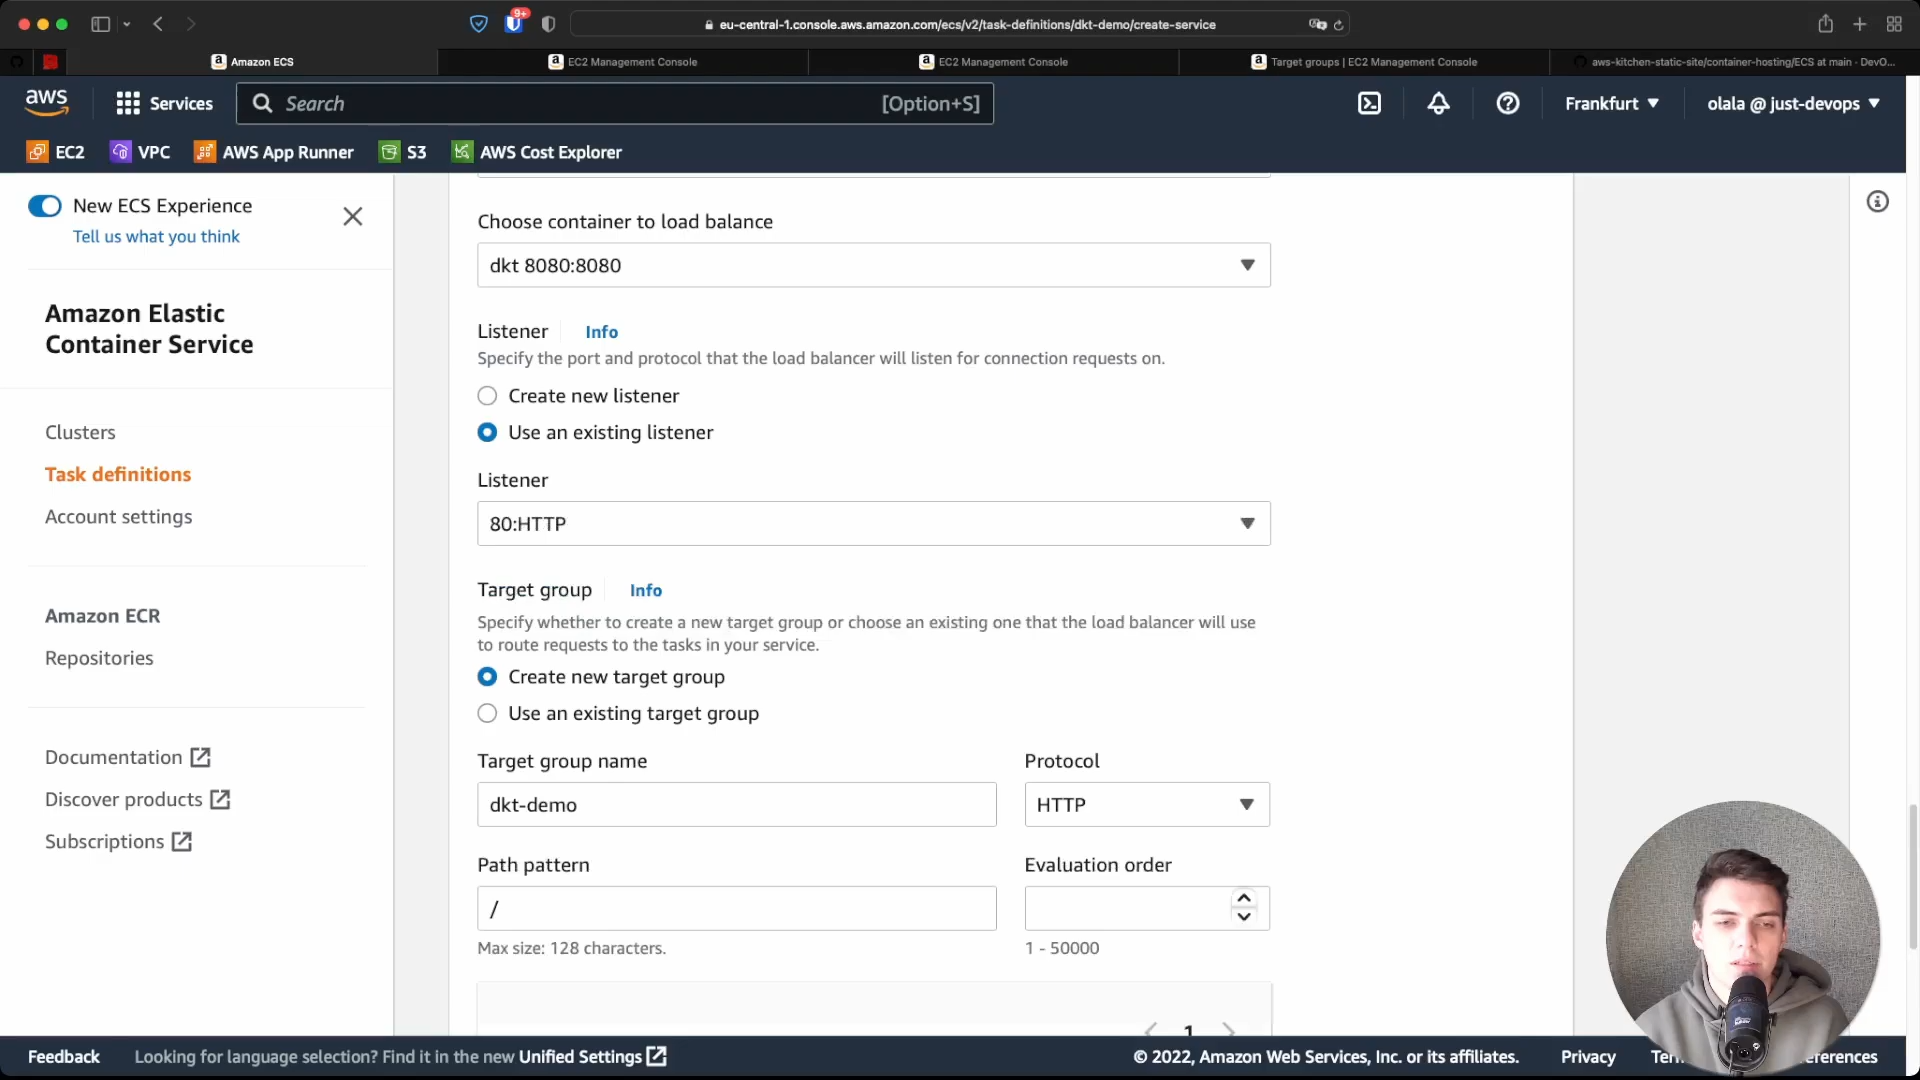 9+
eu-central-1.console.aws.amazon.com/ecs/v2/task-definitions/dkt-demo/create-service
a Amazon ECS
a EC2 Management Console
a EC2 Management Console
a Target groups | EC2 Management Console
aws-kitchen-static-site/container-hosting/ECS at main · DevO...
aws
Services
Search
[Option+S]
Frankfurt
olala @ just-devops
EC2
VPC
AWS App Runner
S3
AWS Cost Explorer
New ECS Experience
Tell us what you think
Amazon Elastic
Container Service
Clusters
Task definitions
Account settings
Amazon ECR
Repositories
Documentation
Discover products
Subscriptions
Choose container to load balance
dkt 8080:8080
Listener
Info
Specify the port and protocol that the load balancer will listen for connection requests on.
Create new listener
Use an existing listener
Listener
80:HTTP
Target group
Info
Specify whether to create a new target group or choose an existing one that the load balancer will use
to route requests to the tasks in your service.
Create new target group
Use an existing target group
Target group name
Protocol
dkt-demo
HTTP
Path pattern
Evaluation order
/
Max size: 128 characters.
1 - 50000
1
Feedback
Looking for language selection? Find it in the new Unified Settings
© 2022, Amazon Web Services, Inc. or its affiliates.
Privacy